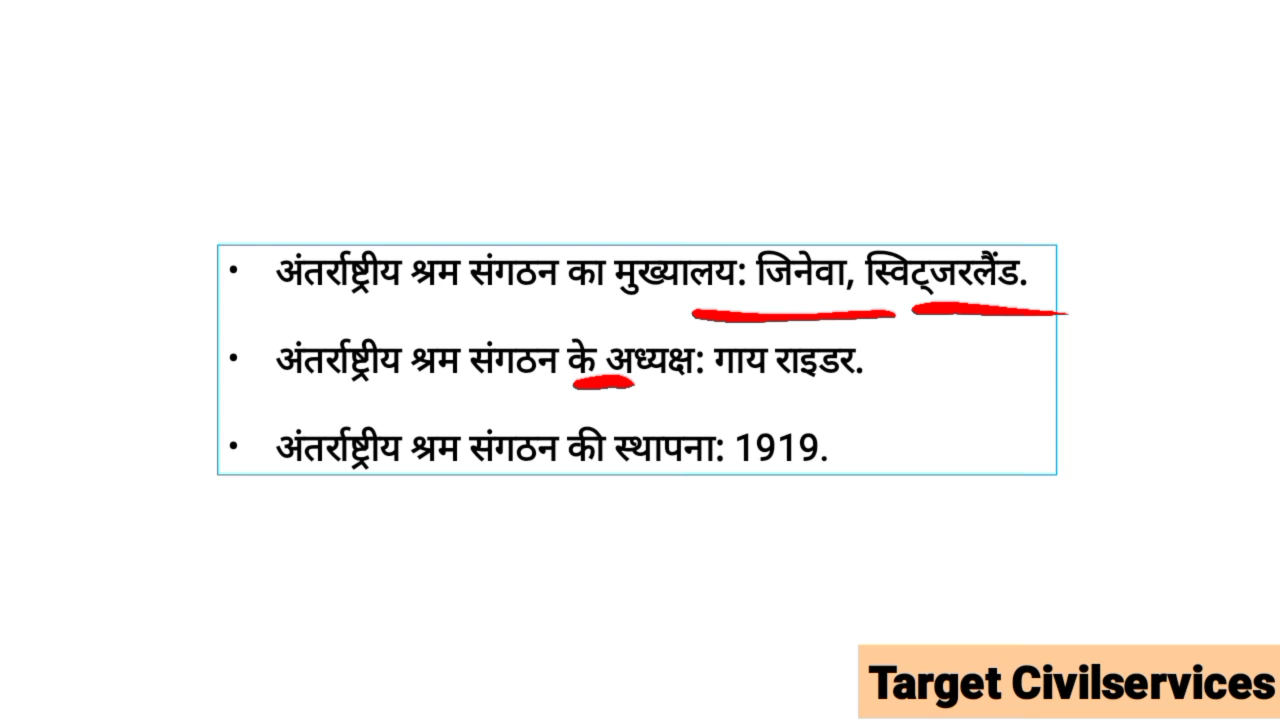 • अंतर्राष्ट्रीय श्रम संगठन का मुख्यालय: जिनेवा, स्विट्जरलैंड.
• अंतर्राष्ट्रीय श्रम संगठन के अध्यक्ष: गाय राइडर.
• अंतर्राष्ट्रीय श्रम संगठन की स्थापना: 1919.
Target Civilservices